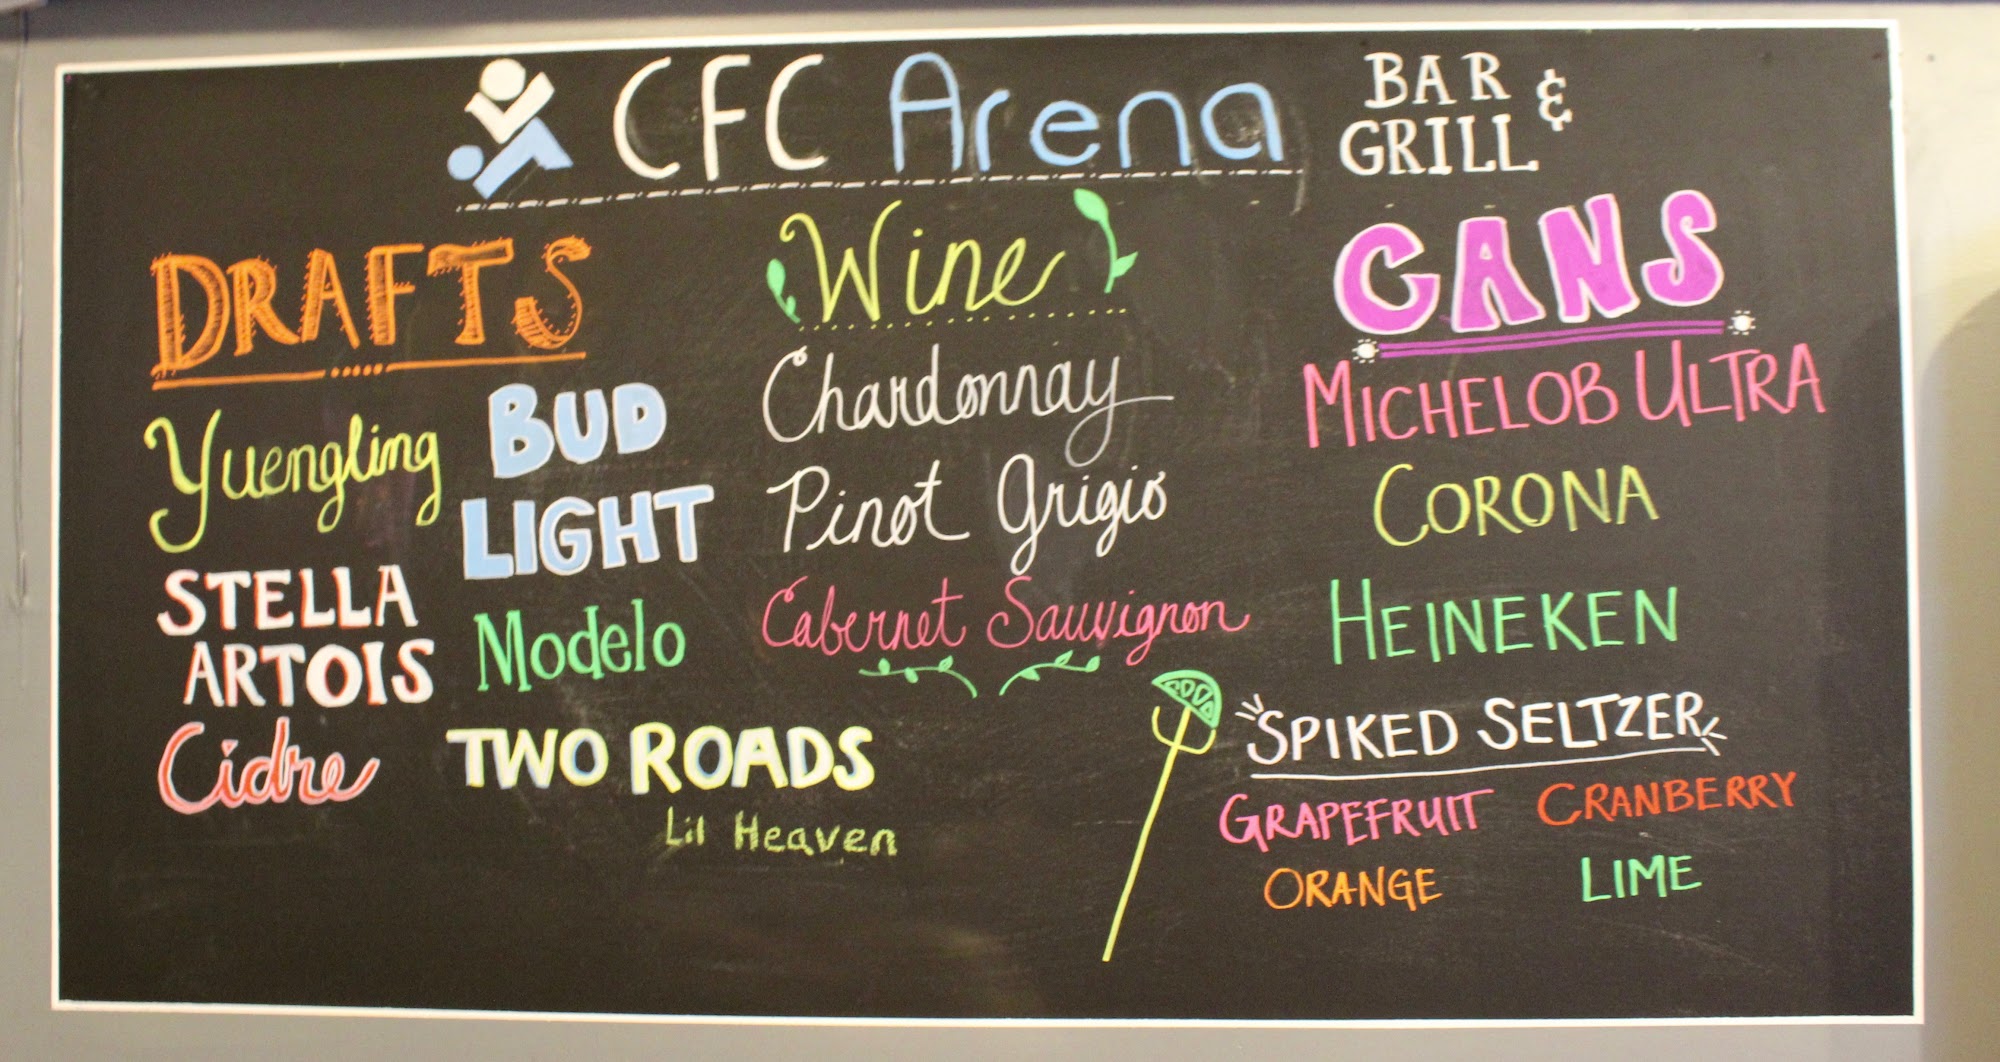 CFC Arena
BAR &
GRILL
DRAFTS
Yuengling
STELLA
ARTOIS
Cidre
BUD
LIGHT
Modelo
TWO ROADS
Lil Heaven
Wine
Chardonnay
Pinot Grigio
Cabernet Sauvignon
CANS
MICHELOB ULTRA
CORONA
HEINEKEN
SPIKED SELTZER
GRAPEFRUIT CRANBERRY
ORANGE LIME